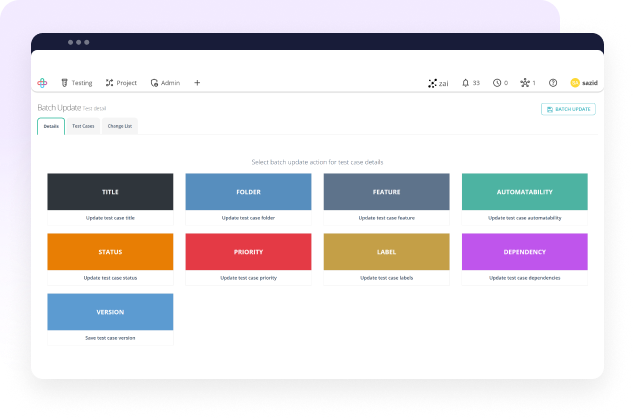 Testing Project Admin + zai 33 0 1 sazid
Batch Update Test detail
BATCH UPDATE
Details Test Cases Change List
Select batch update action for test case details
TITLE FOLDER FEATURE AUTOMATABILITY
Update test case title Update test case folder Update test case feature Update test case automatability
STATUS PRIORITY LABEL DEPENDENCY
Update test case status Update test case priority Update test case labels Update test case dependencies
VERSION
Save test case version